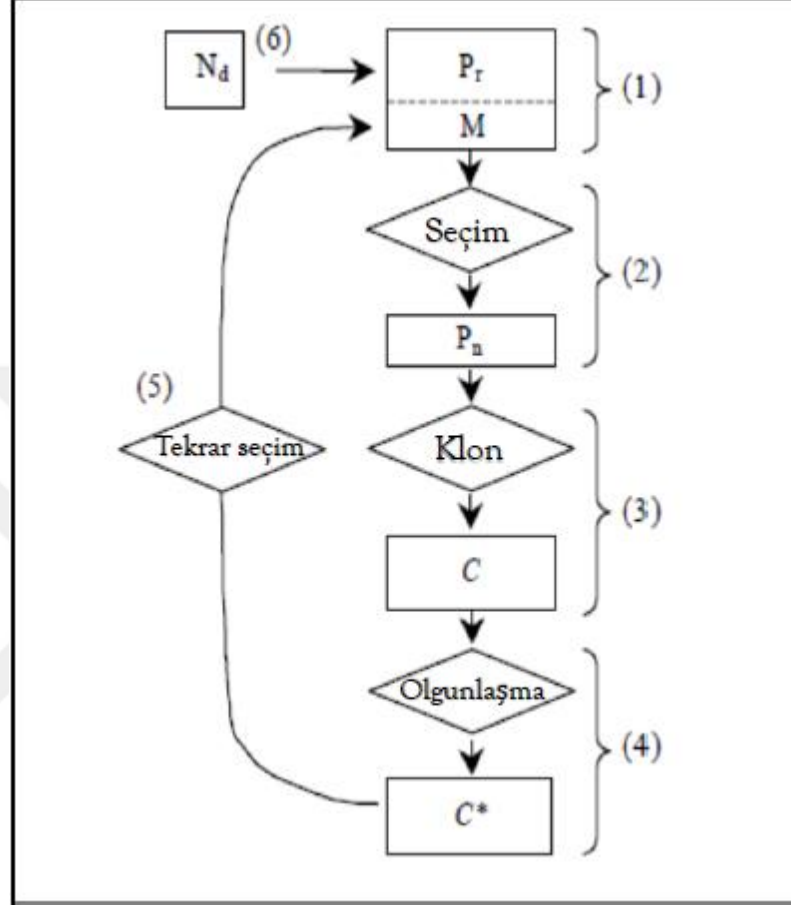 N_d
(6)
P_r
M
(1)
Seçim
P_n
(2)
(5)
Tekrar seçim
Klon
C
(3)
Olgunlaşma
C*
(4)